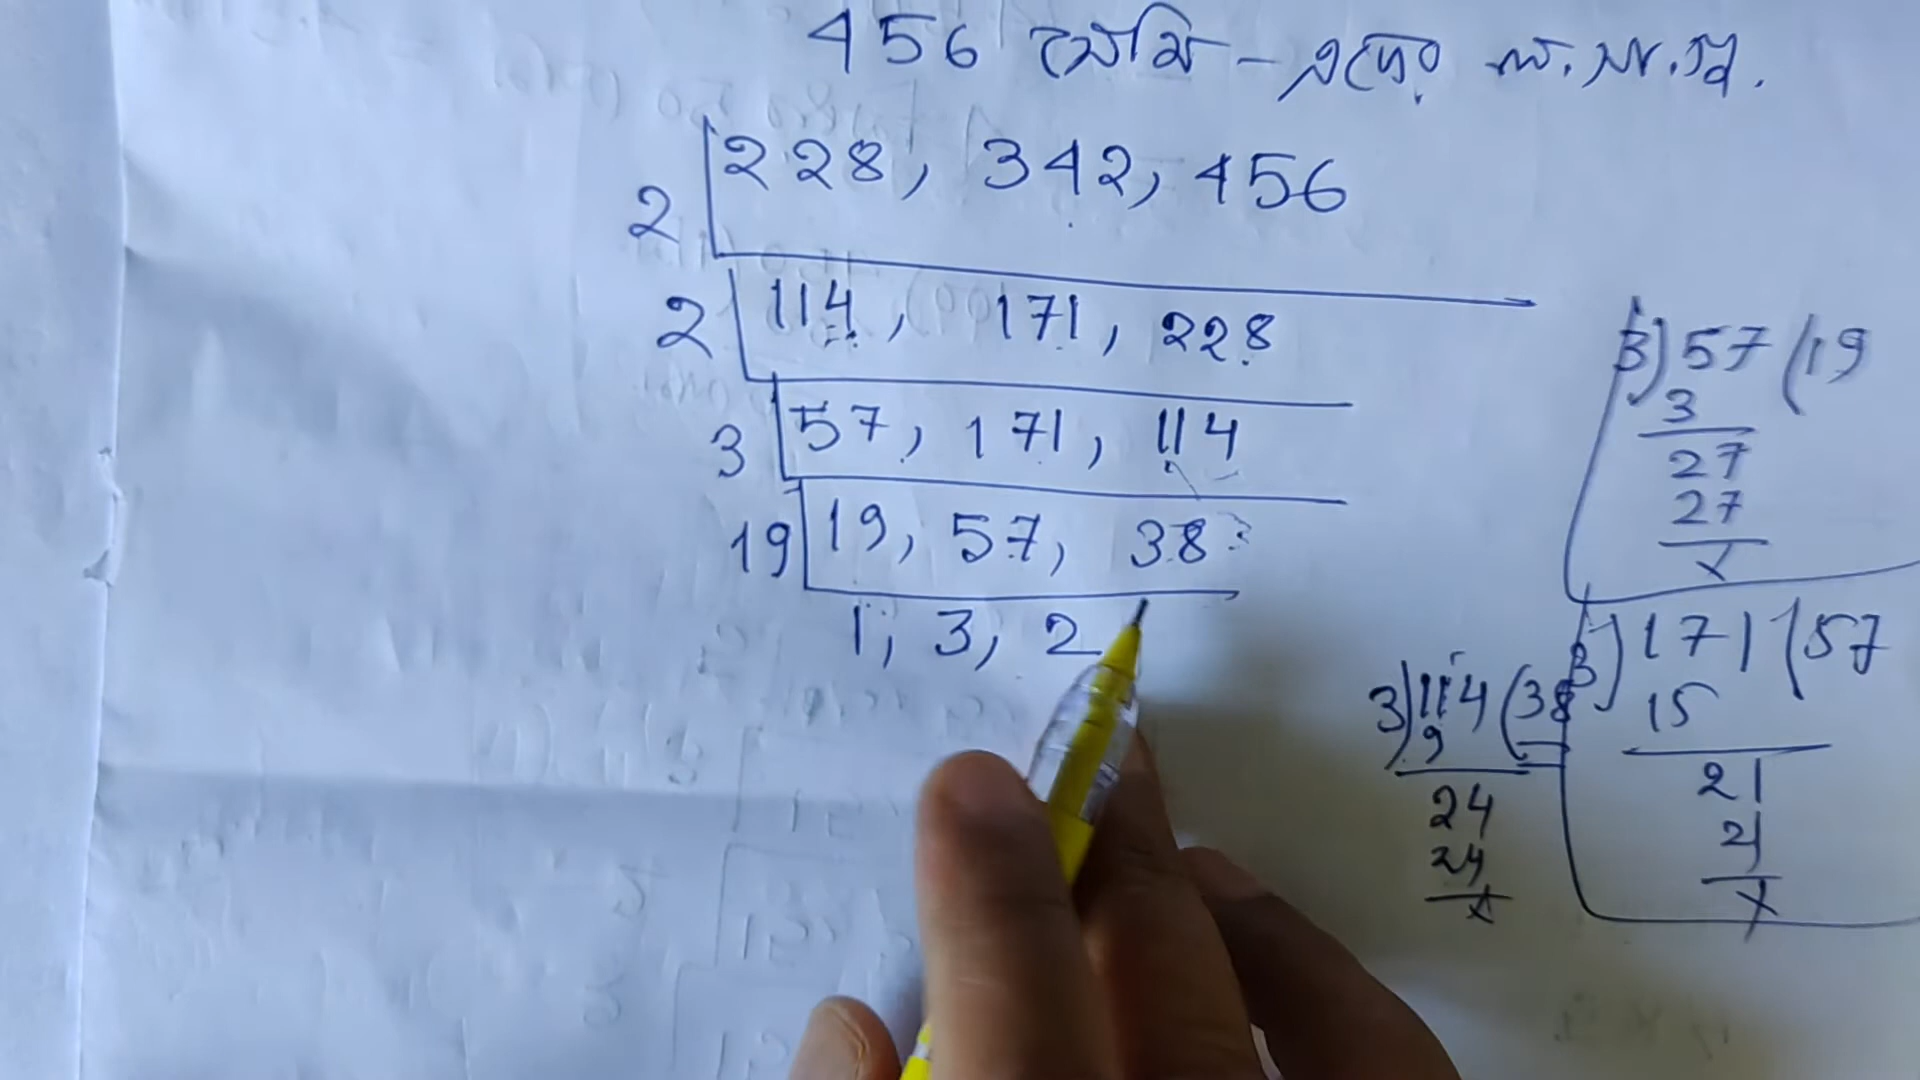 456 সেমি - এদের ল.সা.গু.
2 | 228, 342, 456
2 | 114, 171, 228
3 | 57, 171, 114
19 | 19, 57, 38
1, 3, 2
3) 57 (19
3
27
27
x
3) 171 (57
15
21
21
x
3) 114 (38
9
24
24
x